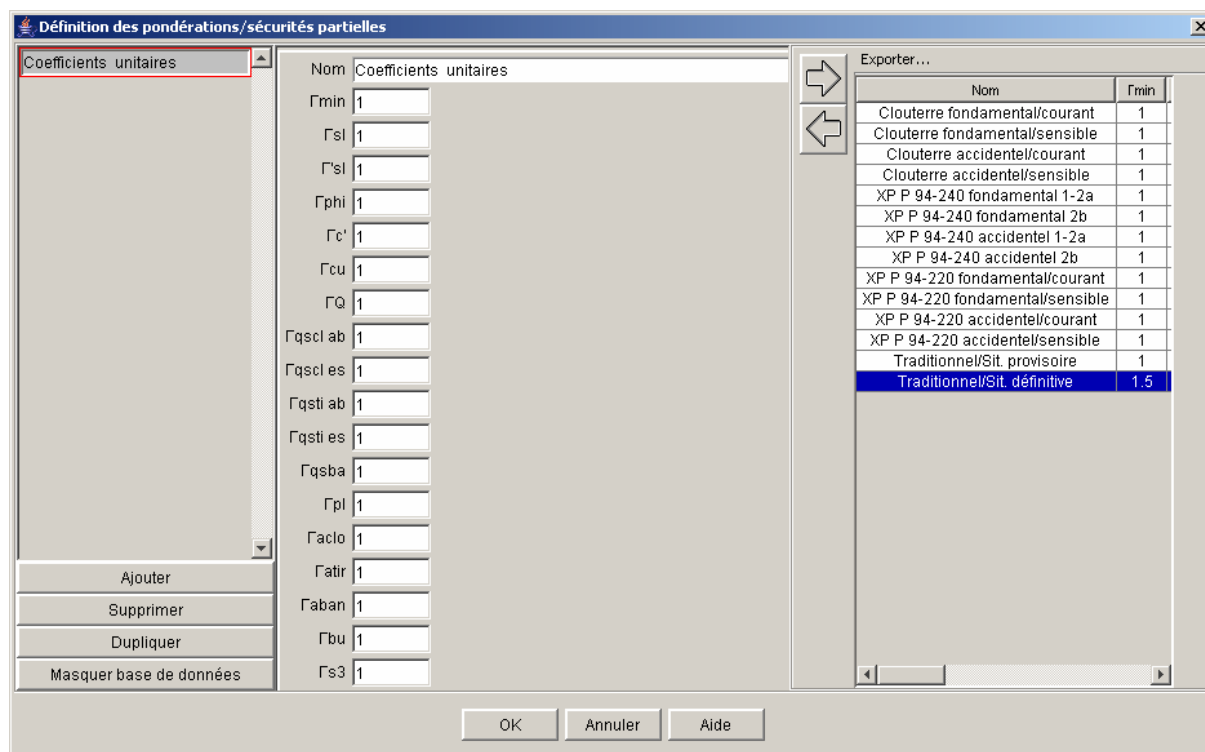 Définition des pondérations/sécurités partielles
Coefficients unitaires
Ajouter
Supprimer
Dupliquer
Masquer base de données
Nom Coefficients unitaires
Γmin 1
Γsl 1
Γ'sl 1
Γphi 1
Γc' 1
Γcu 1
ΓQ 1
Γqscl ab 1
Γqscl es 1
Γqsti ab 1
Γqsti es 1
Γqsba 1
Γpl 1
Γaclo 1
Γatir 1
Γaban 1
Γbu 1
Γs3 1
Exporter...
Nom Γmin
Clouterre fondamental/courant 1
Clouterre fondamental/sensible 1
Clouterre accidentel/courant 1
Clouterre accidentel/sensible 1
XP P 94-240 fondamental 1-2a 1
XP P 94-240 fondamental 2b 1
XP P 94-240 accidentel 1-2a 1
XP P 94-240 accidentel 2b 1
XP P 94-220 fondamental/courant 1
XP P 94-220 fondamental/sensible 1
XP P 94-220 accidentel/courant 1
XP P 94-220 accidentel/sensible 1
Traditionnel/Sit. provisoire 1
Traditionnel/Sit. définitive 1.5
OK Annuler Aide